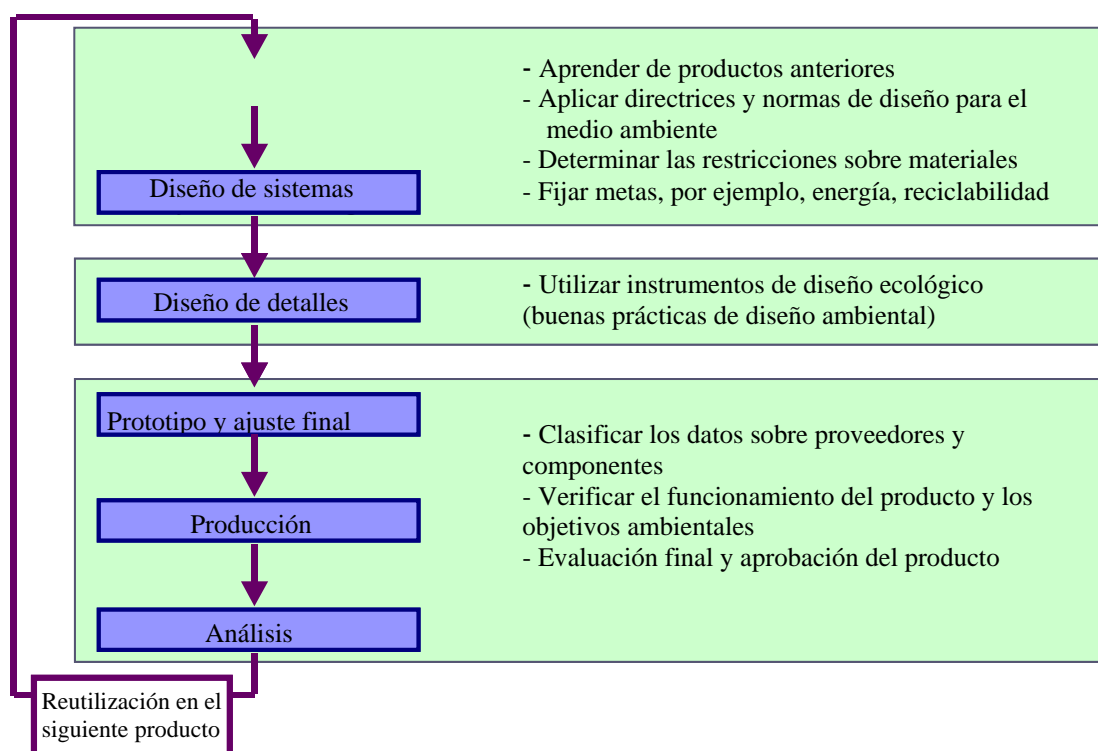 - Aprender de productos anteriores
- Aplicar directrices y normas de diseño para el
medio ambiente
- Determinar las restricciones sobre materiales
- Fijar metas, por ejemplo, energía, reciclabilidad
Diseño de sistemas
- Utilizar instrumentos de diseño ecológico
(buenas prácticas de diseño ambiental)
Diseño de detalles
Prototipo y ajuste final
- Clasificar los datos sobre proveedores y
componentes
- Verificar el funcionamiento del producto y los
objetivos ambientales
- Evaluación final y aprobación del producto
Producción
Análisis
Reutilización en el
siguiente producto